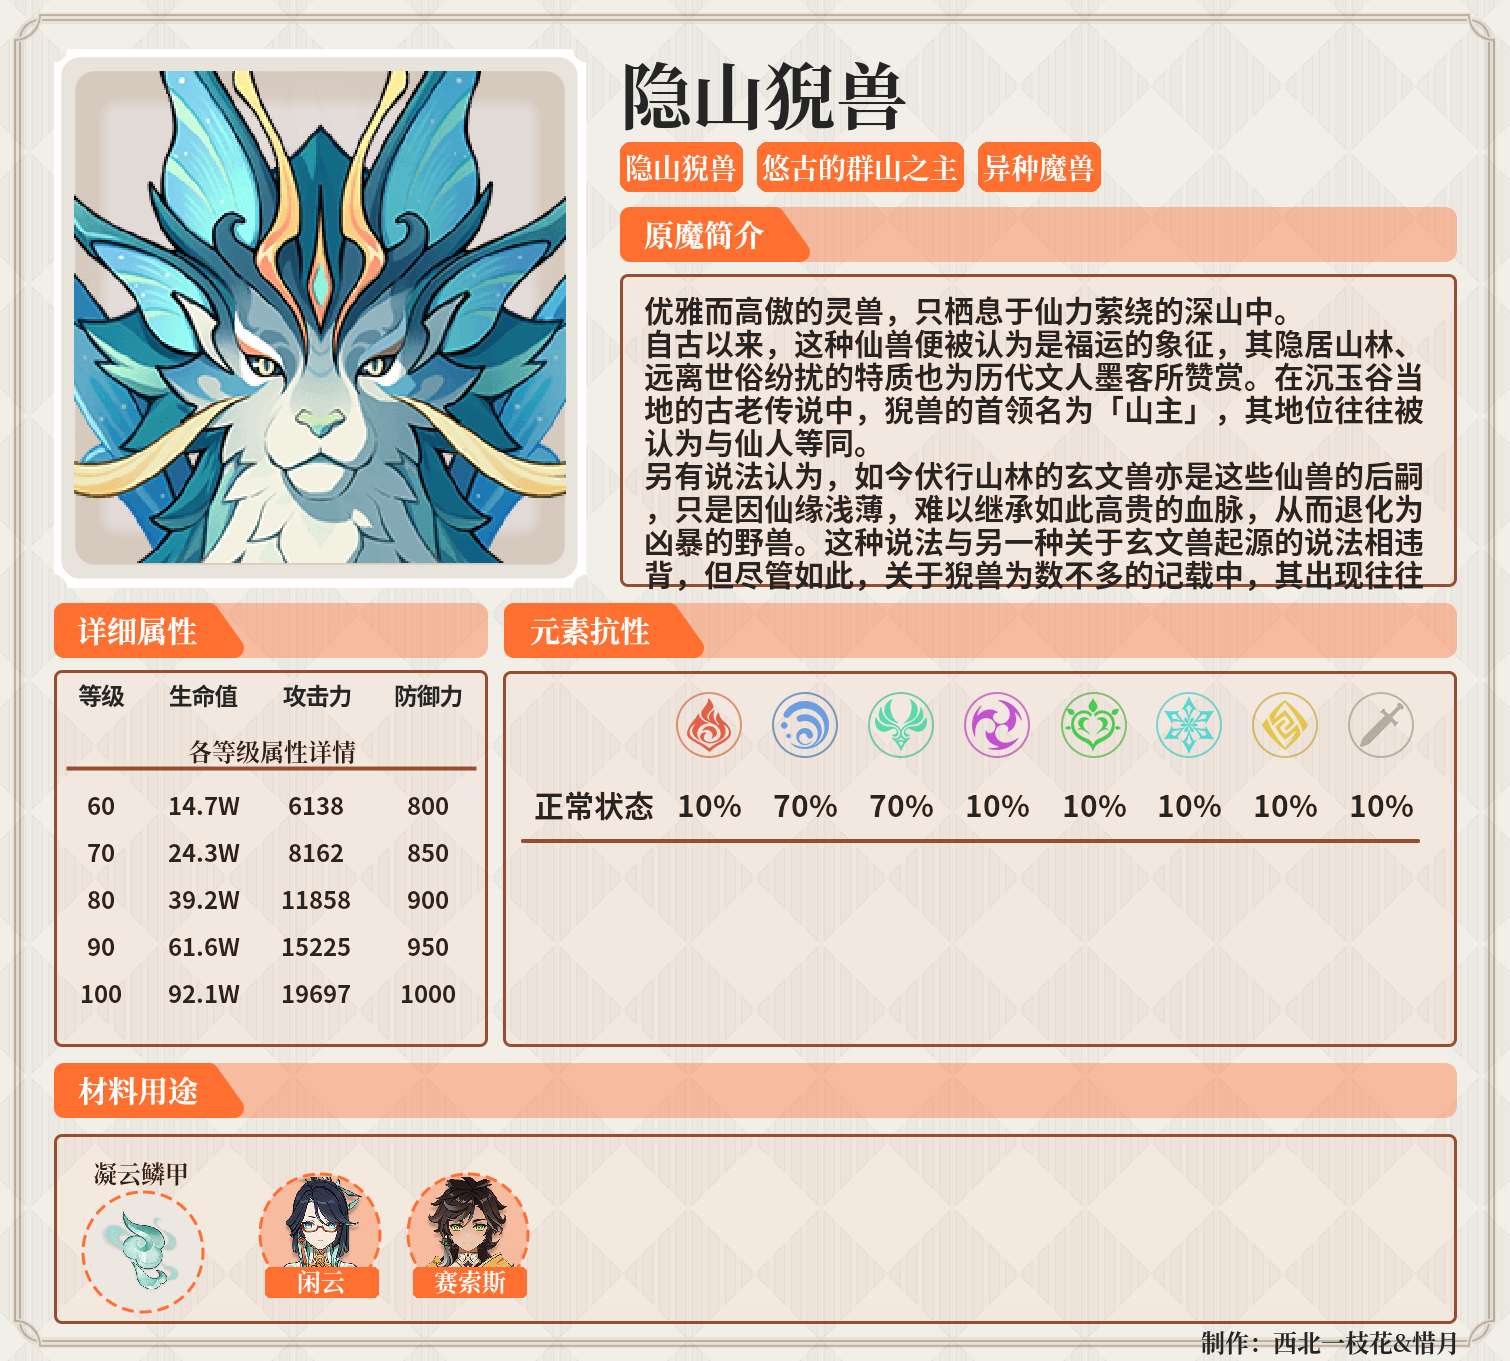 隐山猊兽
隐山猊兽 悠古的群山之主 异种魔兽
原魔简介
优雅而高傲的灵兽，只栖息于仙力萦绕的深山中。
自古以来，这种仙兽便被认为是福运的象征，其隐居山林、
远离世俗纷扰的特质也为历代文人墨客所赞赏。在沉玉谷当
地的古老传说中，猊兽的首领名为「山主」，其地位往往被
认为与仙人等同。
另有说法认为，如今伏行山林的玄文兽亦是这些仙兽的后嗣
，只是因仙缘浅薄，难以继承如此高贵的血脉，从而退化为
凶暴的野兽。这种说法与另一种关于玄文兽起源的说法相违
背，但尽管如此，关于猊兽为数不多的记载中，其出现往往
详细属性
等级 生命值 攻击力 防御力
各等级属性详情
60 14.7W 6138 800
70 24.3W 8162 850
80 39.2W 11858 900
90 61.6W 15225 950
100 92.1W 19697 1000
元素抗性
正常状态 10% 70% 70% 10% 10% 10% 10% 10%
材料用途
凝云鳞甲
闲云 赛索斯
制作：西北一枝花&惜月